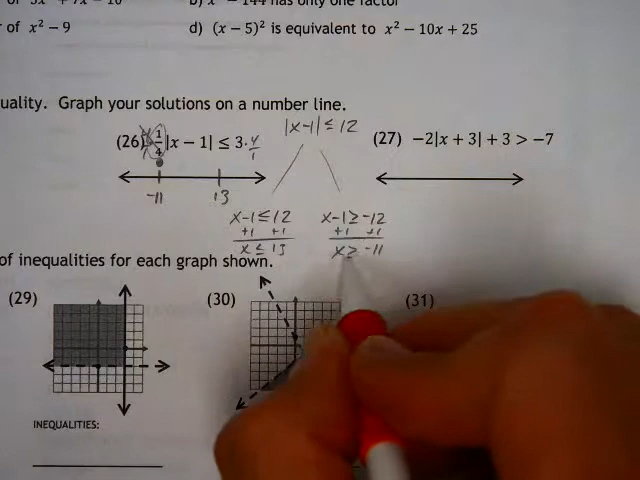 of x² − 9
d) (x − 5)² is equivalent to x² − 10x + 25
uality. Graph your solutions on a number line.
|x-1| ≤ 12
(26) 1/4|x − 1| ≤ 3·4/1
(27) −2|x + 3| + 3 > −7
-11 13
x-1≤12 x-1≥-12
+1 +1 +1 +1
x ≤ 13 x≥ -11
of inequalities for each graph shown.
(29) (30) (31)
INEQUALITIES: